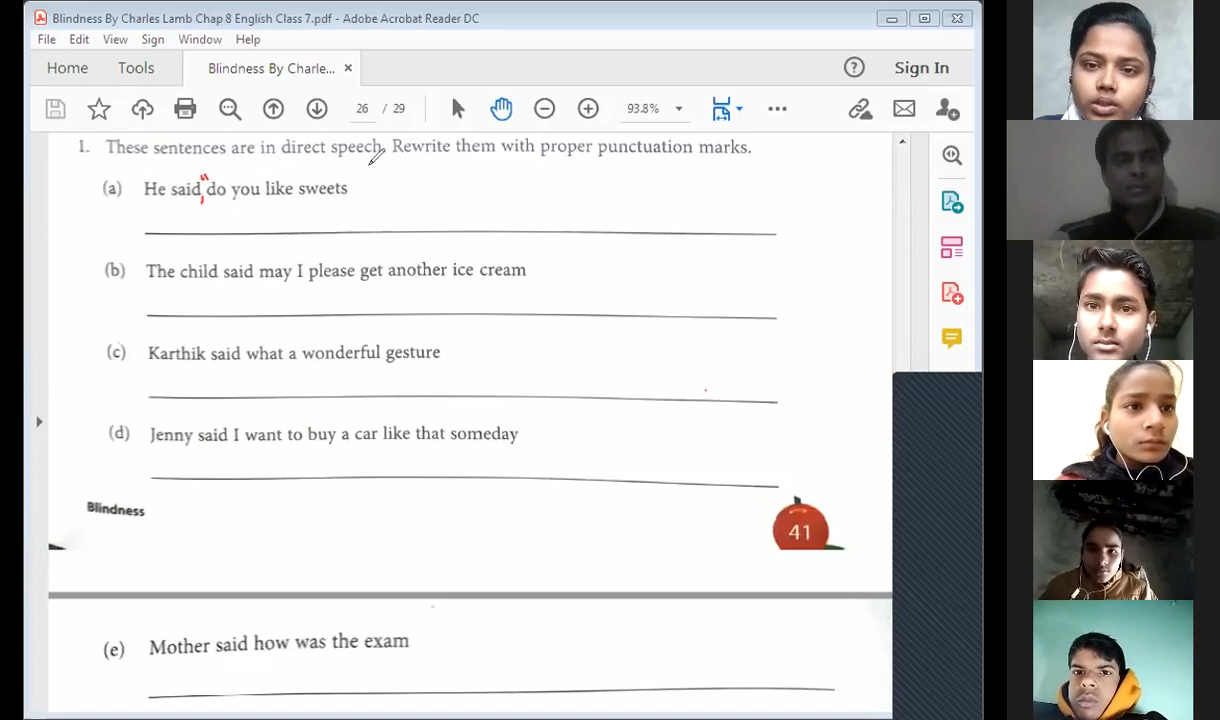 Blindness By Charles Lamb Chap 8 English Class 7.pdf - Adobe Acrobat Reader DC
File Edit View Sign Window Help
Home Tools Blindness By Charle... × ? Sign In
26 / 29 93.8%
1. These sentences are in direct speech. Rewrite them with proper punctuation marks.
(a) He said, "do you like sweets
(b) The child said may I please get another ice cream
(c) Karthik said what a wonderful gesture
(d) Jenny said I want to buy a car like that someday
Blindness
41
(e) Mother said how was the exam